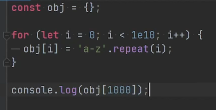 const obj = {};
for (let i = 0; i < 1e10; i++) {
obj[i] = 'a-z'.repeat(i);
}
console.log(obj[1000]);